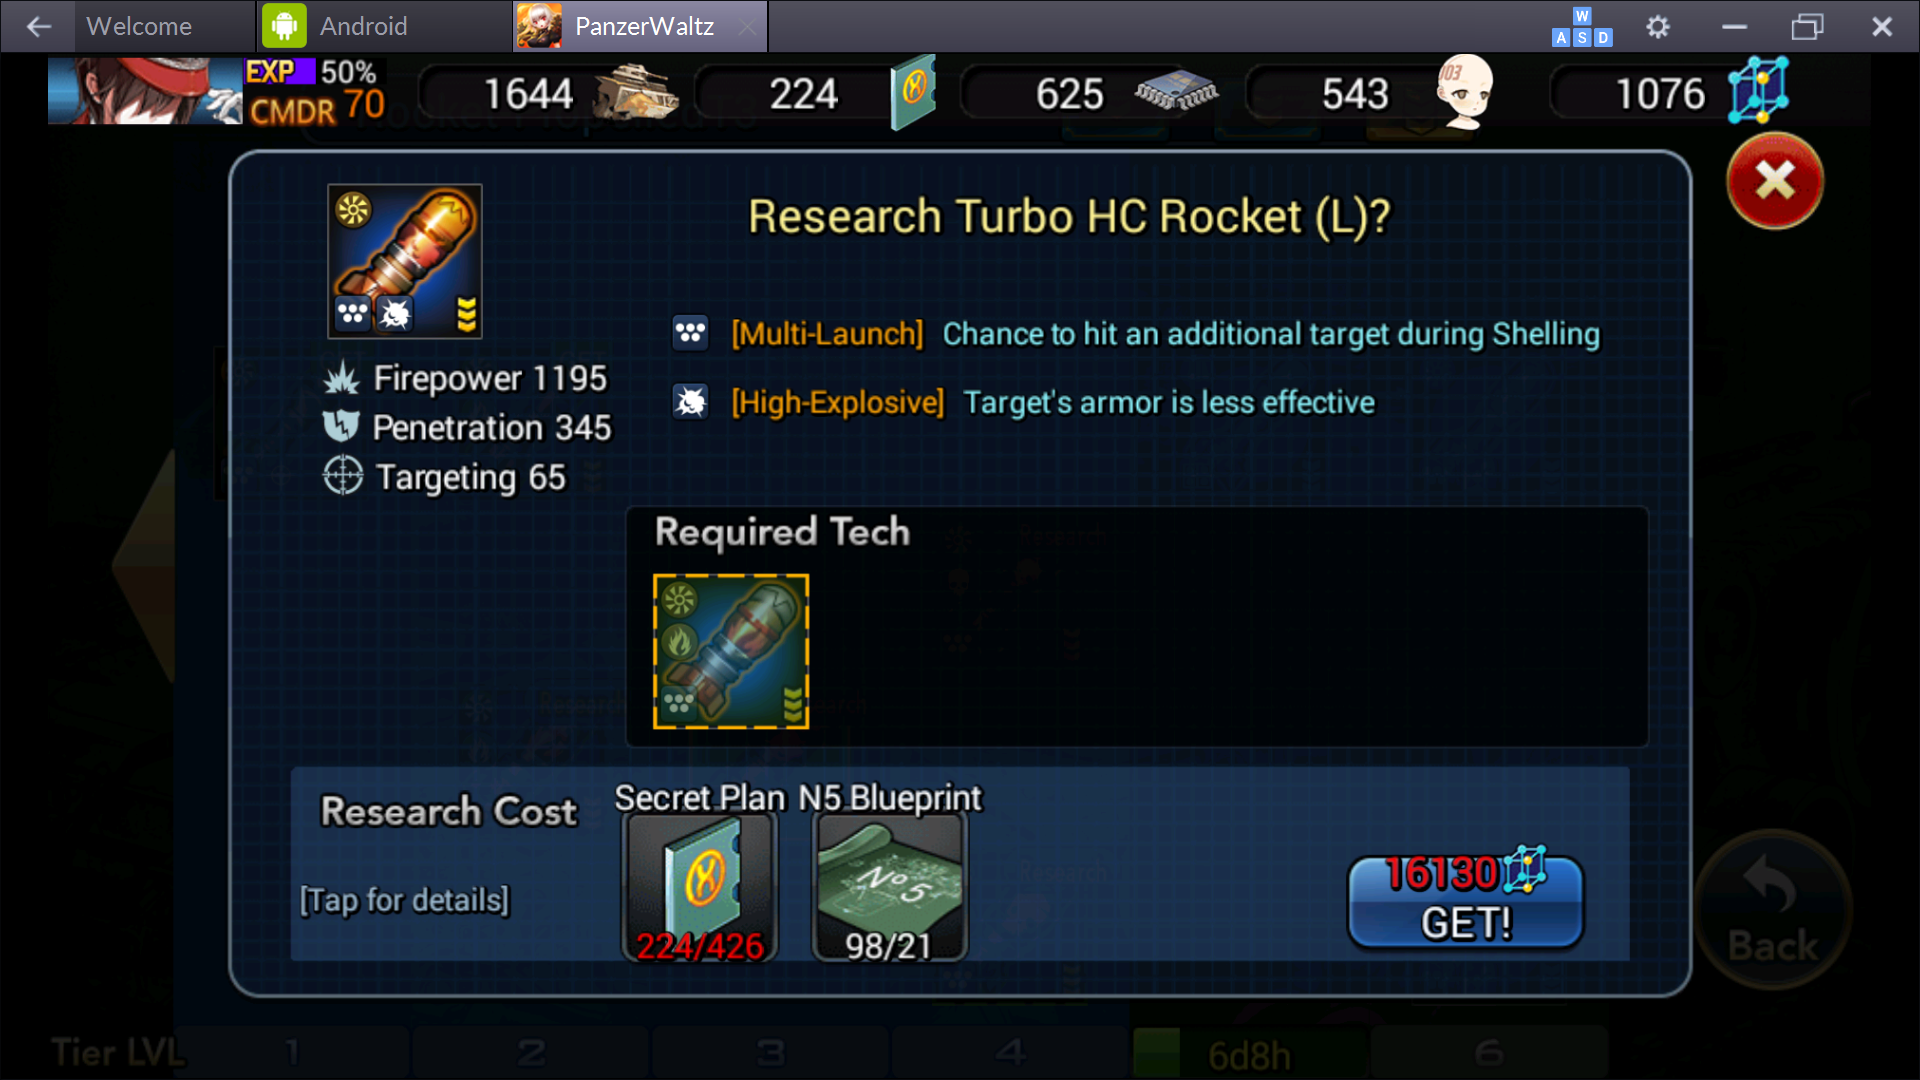 Welcome
Android
PanzerWaltz
W
A S D
EXP 50%
CMDR 70
1644
224
625
543
103
1076
Research Turbo HC Rocket (L)?
[Multi-Launch] Chance to hit an additional target during Shelling
[High-Explosive] Target's armor is less effective
Firepower 1195
Penetration 345
Targeting 65
Required Tech
Research Cost
[Tap for details]
Secret Plan
N5 Blueprint
No 5
224/426
98/21
16130
GET!
Back
Tier LVL
1
2
3
4
6d8h
6